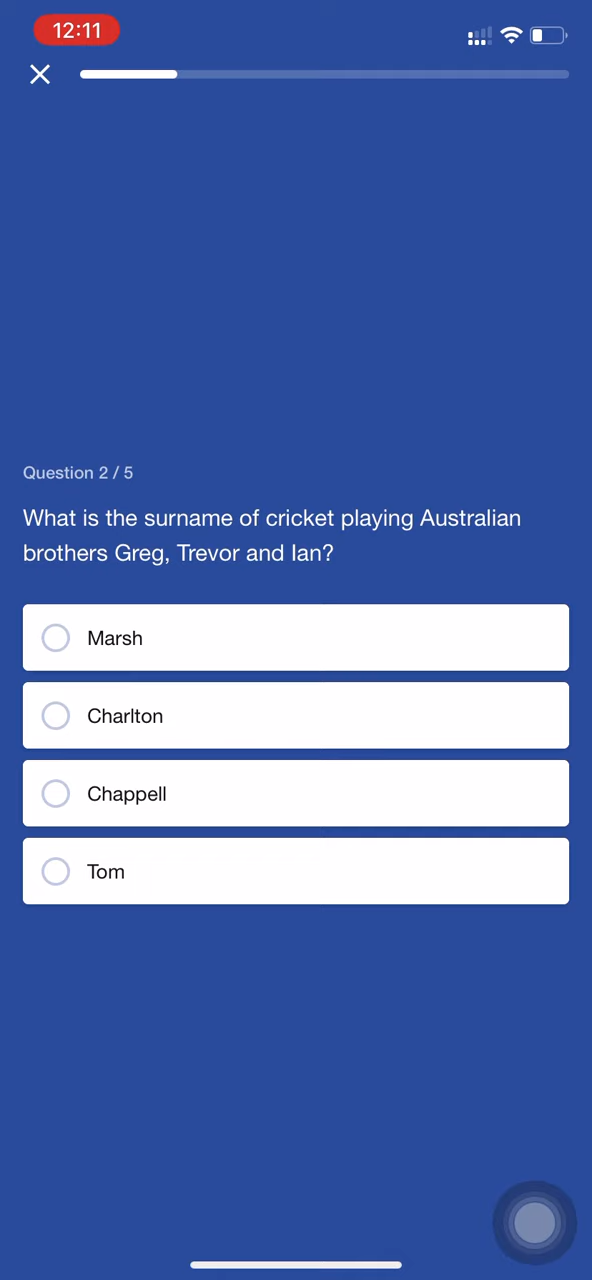 12:11
Question 2 / 5
What is the surname of cricket playing Australian
brothers Greg, Trevor and Ian?
Marsh
Charlton
Chappell
Tom